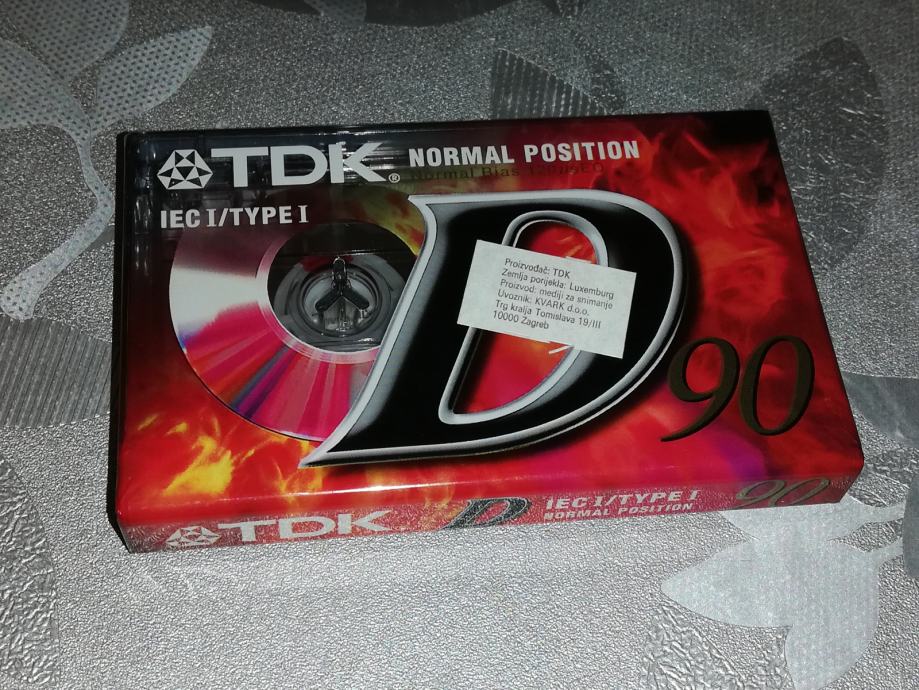 TDK® NORMAL POSITION
Normal Bias 120µSEC
IEC I/TYPE I
D
90
Proizvođač: TDK
Zemlja porijekla: Luxemburg
Proizvod: mediji za snimanje
Uvoznik: KVARK d.o.o.
Trg kralja Tomislava 19/III
10000 Zagreb
TDK D IEC I/TYPE I 90
NORMAL POSITION